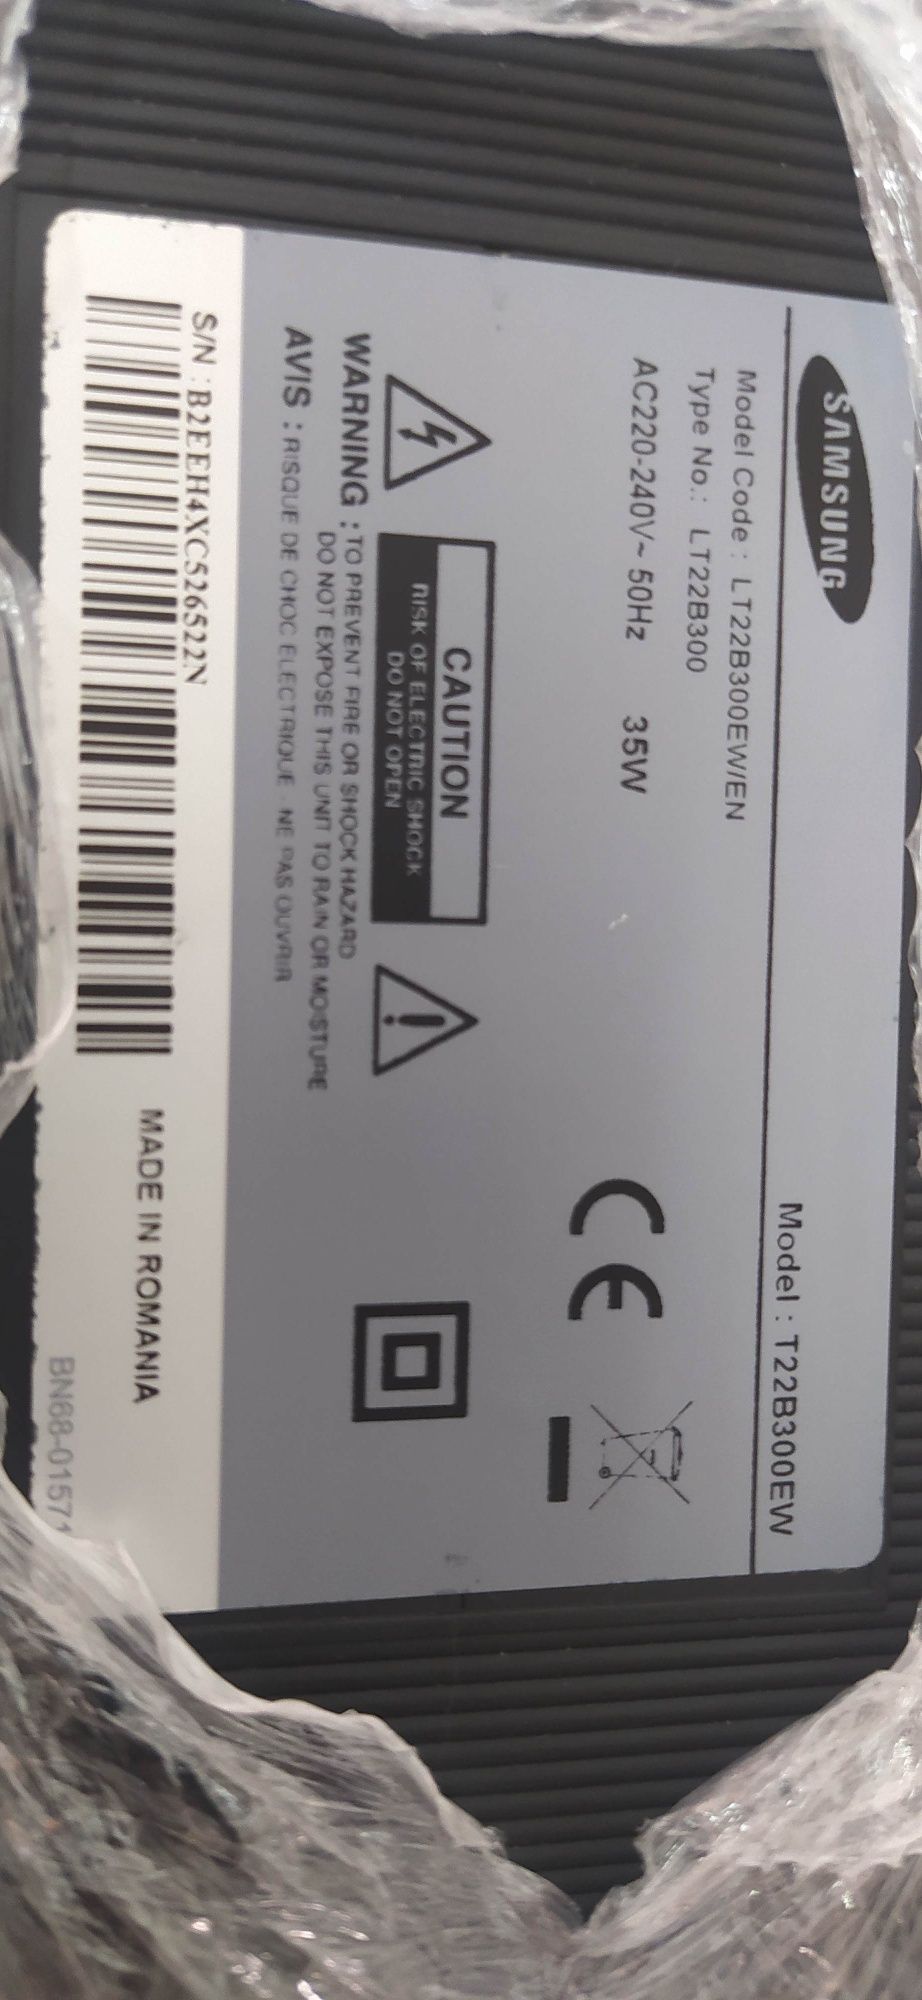 SAMSUNG
Model : T22B300EW
Model Code : LT22B300EW/EN
Type No.: LT22B300
AC220-240V~ 50Hz 35W
CAUTION
RISK OF ELECTRIC SHOCK
DO NOT OPEN
WARNING : TO PREVENT FIRE OR SHOCK HAZARD
DO NOT EXPOSE THIS UNIT TO RAIN OR MOISTURE
AVIS : RISQUE DE CHOC ELECTRIQUE NE PAS OUVRIR
CE
S/N : B2EEH4XC526522N
MADE IN ROMANIA
BN68-01571